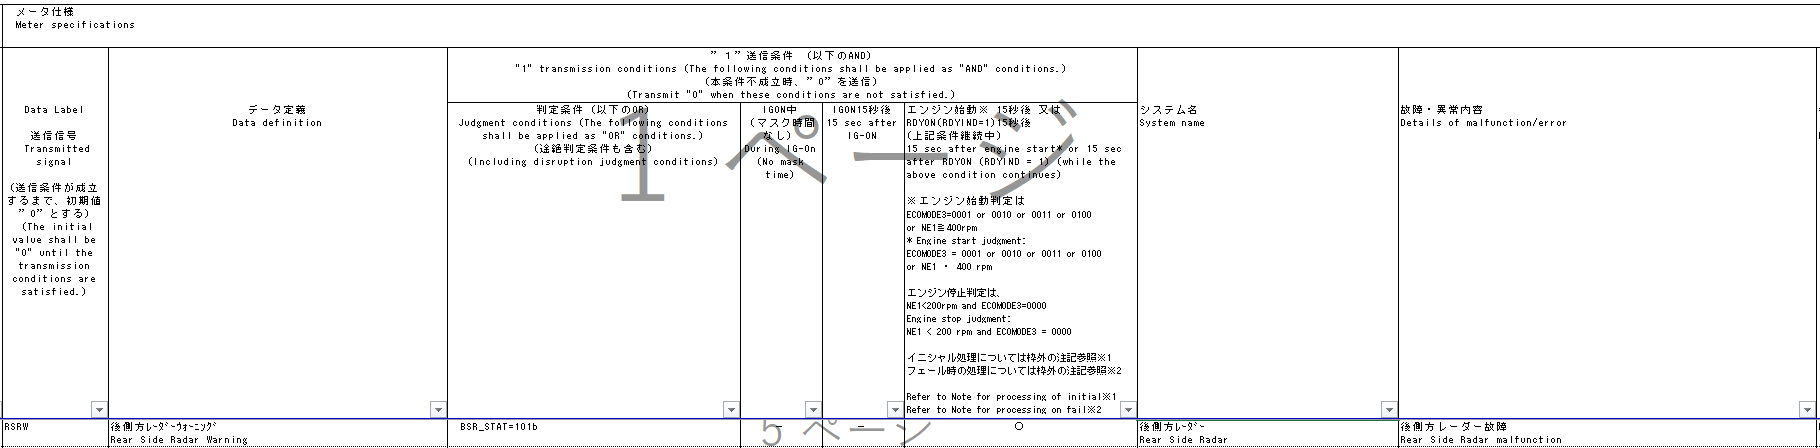 メータ仕様
Meter specifications
" 1 " 送信条件 (以下のAND)
"1" transmission conditions (The following conditions shall be applied as "AND" conditions.)
(本条件不成立時、" 0" を送信)
(Transmit "0" when these conditions are not satisfied.)
Data Label
送信信号
Transmitted
signal
(送信条件が成立
するまで、初期値
" 0" とする)
(The initial
value shall be
"0" until the
transmission
conditions are
satisfied.)
データ定義
Data definition
判定条件 (以下のOR)
Judgment conditions (The following conditions
shall be applied as "OR" conditions.)
(途絶判定条件も含む)
(Including disruption judgment conditions)
IGON中
(マスク時間
なし)
During IG-On
(No mask
time)
IGON15秒後
15 sec after
IG-ON
エンジン始動※ 15秒後 又は
RDYON(RDYIND=1)15秒後
(上記条件継続中)
15 sec after engine start* or 15 sec
after RDYON (RDYIND = 1) (while the
above condition continues)
※エンジン始動判定は
ECOMODE3=0001 or 0010 or 0011 or 0100
or NE1≧400rpm
* Engine start judgment:
ECOMODE3 = 0001 or 0010 or 0011 or 0100
or NE1 ・ 400 rpm
エンジン停止判定は、
NE1<200rpm and ECOMODE3=0000
Engine stop judgment:
NE1 < 200 rpm and ECOMODE3 = 0000
イニシャル処理については枠外の注記参照※1
フェール時の処理については枠外の注記参照※2
Refer to Note for processing of initial※1
Refer to Note for processing on fail※2
システム名
System name
故障・異常内容
Details of malfunction/error
1 ページ
RSRW
後側方ﾚｰﾀﾞｰｳｫｰﾆﾝｸﾞ
Rear Side Radar Warning
BSR_STAT=101b
－
－
○
後側方ﾚｰﾀﾞｰ
Rear Side Radar
後側方レーダー故障
Rear Side Radar malfunction
5 ページ